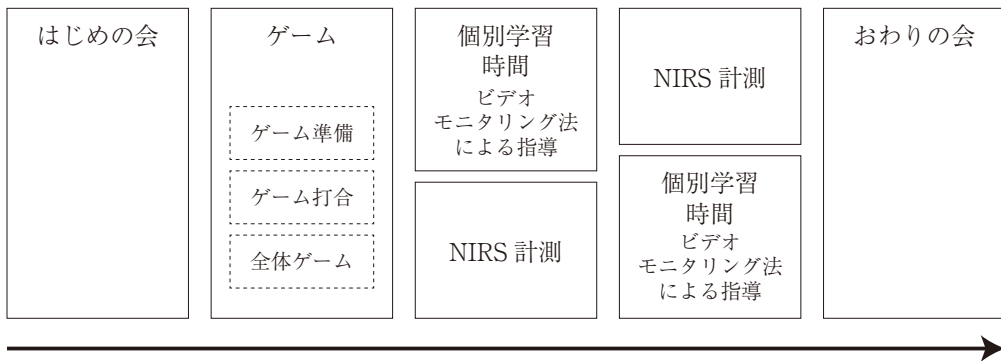 はじめの会
ゲーム
ゲーム準備
ゲーム打合
全体ゲーム
個別学習
時間
ビデオ
モニタリング法
による指導
NIRS 計測
NIRS 計測
個別学習
時間
ビデオ
モニタリング法
による指導
おわりの会